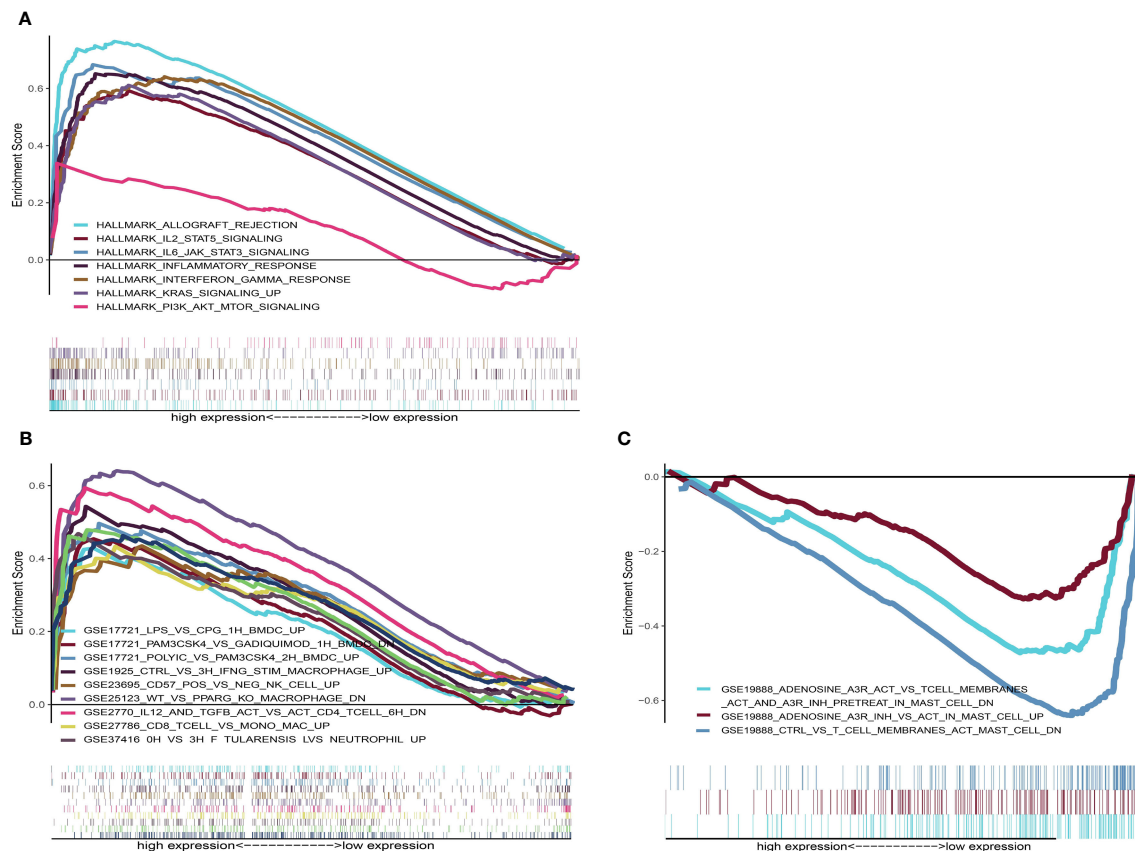 A
Enrichment Score
0.6
0.4
0.2
0.0
HALLMARK_ALLOGRAFT_REJECTION
HALLMARK_IL2_STAT5_SIGNALING
HALLMARK_IL6_JAK_STAT3_SIGNALING
HALLMARK_INFLAMMATORY_RESPONSE
HALLMARK_INTERFERON_GAMMA_RESPONSE
HALLMARK_KRAS_SIGNALING_UP
HALLMARK_PI3K_AKT_MTOR_SIGNALING
high expression<------------>low expression
B
Enrichment Score
0.6
0.4
0.2
0.0
GSE17721_LPS_VS_CPG_1H_BMDC_UP
GSE17721_PAM3CSK4_VS_GADIQUIMOD_1H_BMDC_DN
GSE17721_POLYIC_VS_PAM3CSK4_2H_BMDC_UP
GSE1925_CTRL_VS_3H_IFNG_STIM_MACROPHAGE_UP
GSE23695_CD57_POS_VS_NEG_NK_CELL_UP
GSE25123_WT_VS_PPARG_KO_MACROPHAGE_DN
GSE2770_IL12_AND_TGFB_ACT_VS_ACT_CD4_TCELL_6H_DN
GSE27786_CD8_TCELL_VS_MONO_MAC_UP
GSE37416_0H_VS_3H_F_TULARENSIS_LVS_NEUTROPHIL_UP
high expression<------------>low expression
C
Enrichment Score
0.0
−0.2
−0.4
−0.6
GSE19888_ADENOSINE_A3R_ACT_VS_TCELL_MEMBRANES
_ACT_AND_A3R_INH_PRETREAT_IN_MAST_CELL_DN
GSE19888_ADENOSINE_A3R_INH_VS_ACT_IN_MAST_CELL_UP
GSE19888_CTRL_VS_T_CELL_MEMBRANES_ACT_MAST_CELL_DN
high expression<------------>low expression